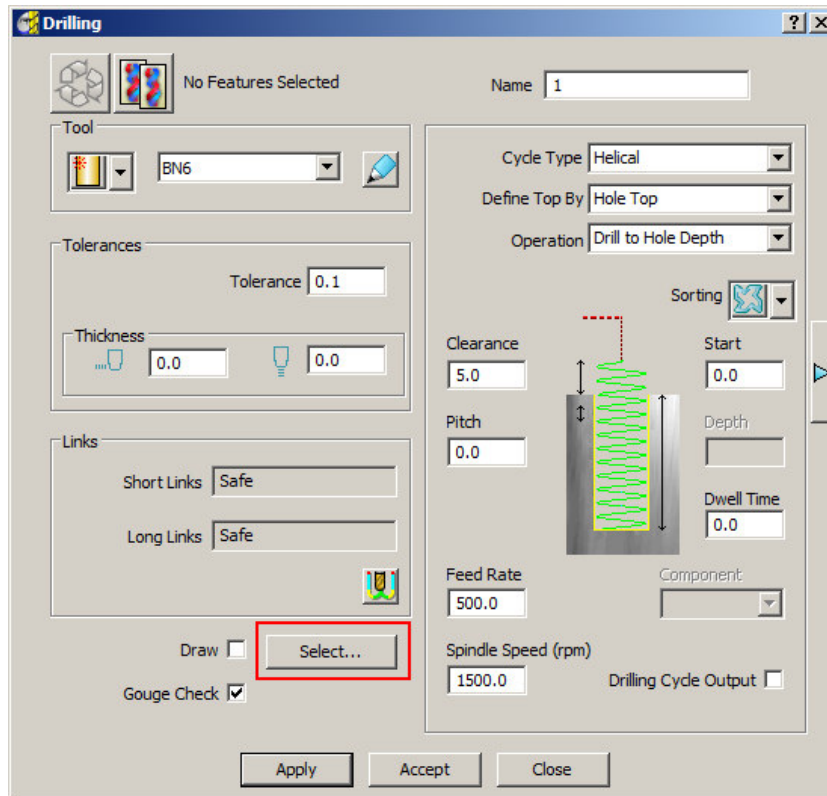 Drilling
No Features Selected
Name 1
Tool
BN6
Cycle Type Helical
Define Top By Hole Top
Operation Drill to Hole Depth
Tolerances
Tolerance 0.1
Sorting
Thickness
0.0 0.0
Clearance Start
5.0 0.0
Pitch Depth
0.0
Links
Short Links Safe
Long Links Safe
Dwell Time
0.0
Feed Rate Component
500.0
Draw Select...
Gouge Check
Spindle Speed (rpm)
1500.0 Drilling Cycle Output
Apply Accept Close